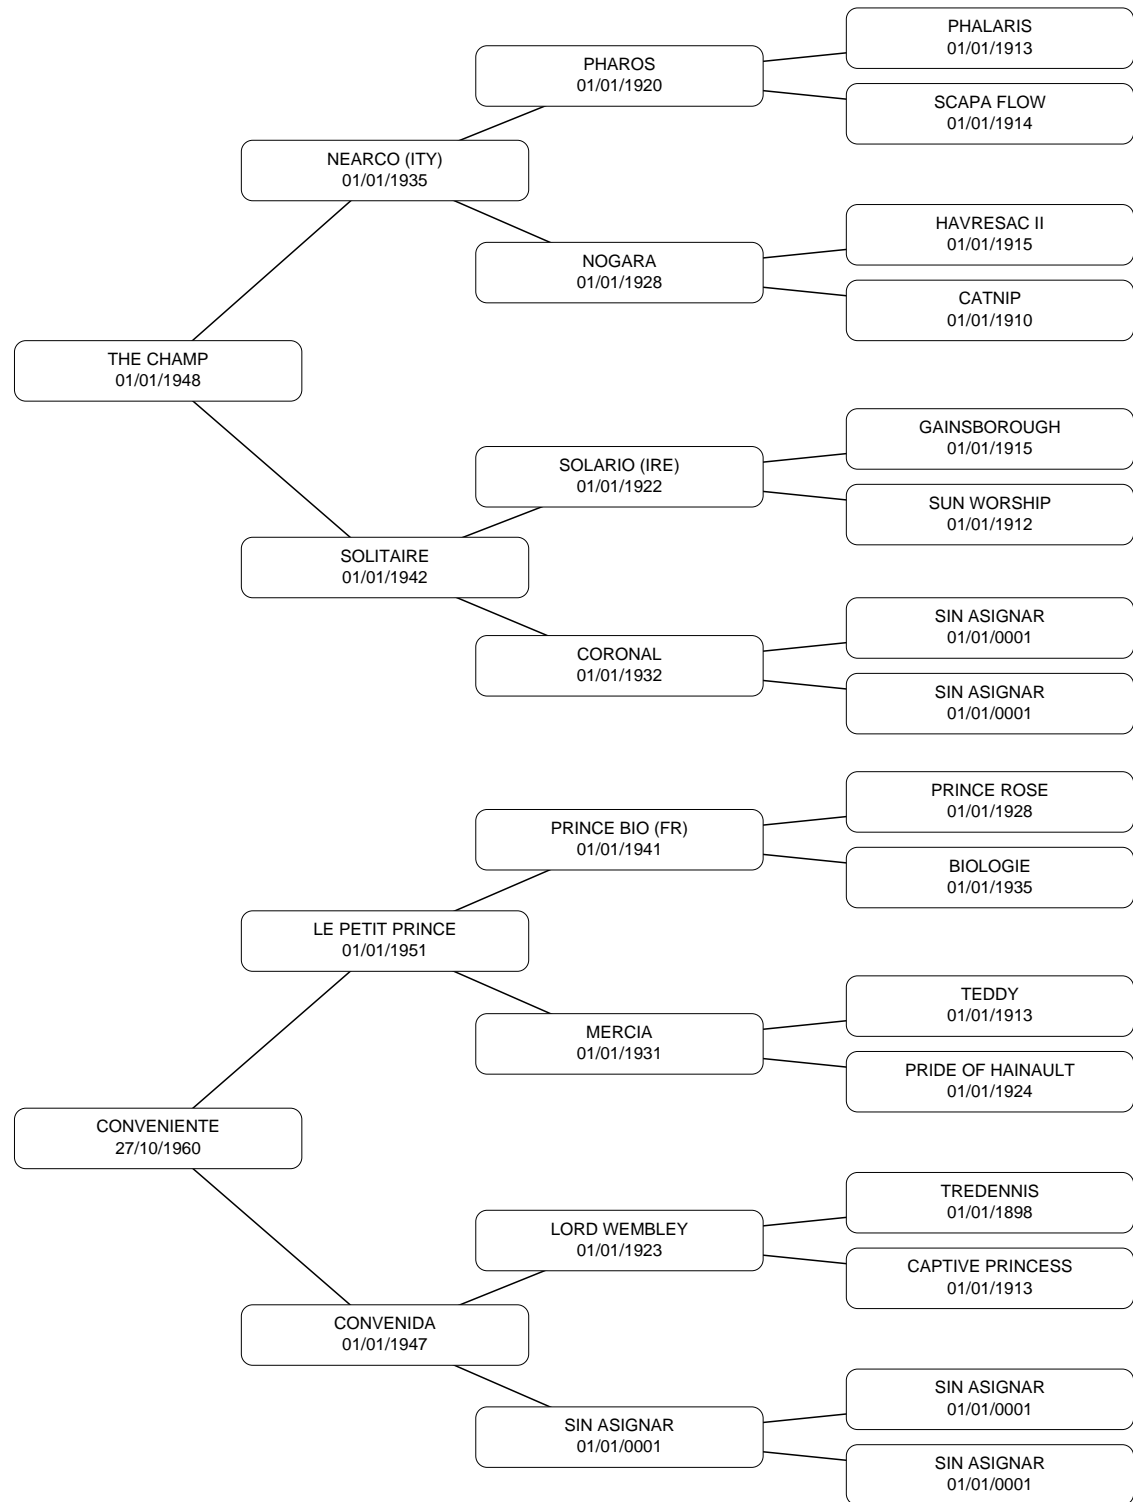 PHALARIS
01/01/1913
PHAROS
01/01/1920
SCAPA FLOW
01/01/1914
NEARCO (ITY)
01/01/1935
HAVRESAC II
01/01/1915
NOGARA
01/01/1928
CATNIP
01/01/1910
THE CHAMP
01/01/1948
GAINSBOROUGH
01/01/1915
SOLARIO (IRE)
01/01/1922
SUN WORSHIP
01/01/1912
SOLITAIRE
01/01/1942
SIN ASIGNAR
01/01/0001
CORONAL
01/01/1932
SIN ASIGNAR
01/01/0001
PRINCE ROSE
01/01/1928
PRINCE BIO (FR)
01/01/1941
BIOLOGIE
01/01/1935
LE PETIT PRINCE
01/01/1951
TEDDY
01/01/1913
MERCIA
01/01/1931
PRIDE OF HAINAULT
01/01/1924
CONVENIENTE
27/10/1960
TREDENNIS
01/01/1898
LORD WEMBLEY
01/01/1923
CAPTIVE PRINCESS
01/01/1913
CONVENIDA
01/01/1947
SIN ASIGNAR
01/01/0001
SIN ASIGNAR
01/01/0001
SIN ASIGNAR
01/01/0001